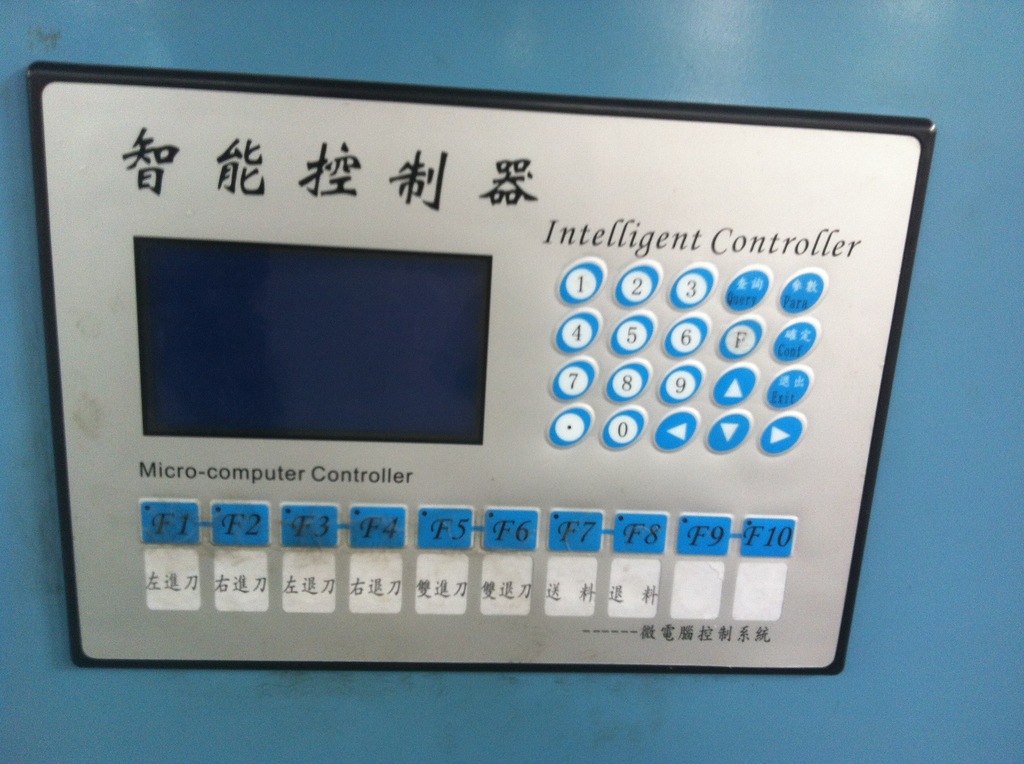 智能控制器
Intelligent Controller
1 2 3 查詢 Query 參數 Para
4 5 6 F 確定 Conf
7 8 9 ▲ 退出 Exit
· 0 ◀ ▼ ▶
Micro-computer Controller
F1 F2 F3 F4 F5 F6 F7 F8 F9 F10
左進刀 右進刀 左退刀 右退刀 雙進刀 雙退刀 送料 退料
------微電腦控制系統